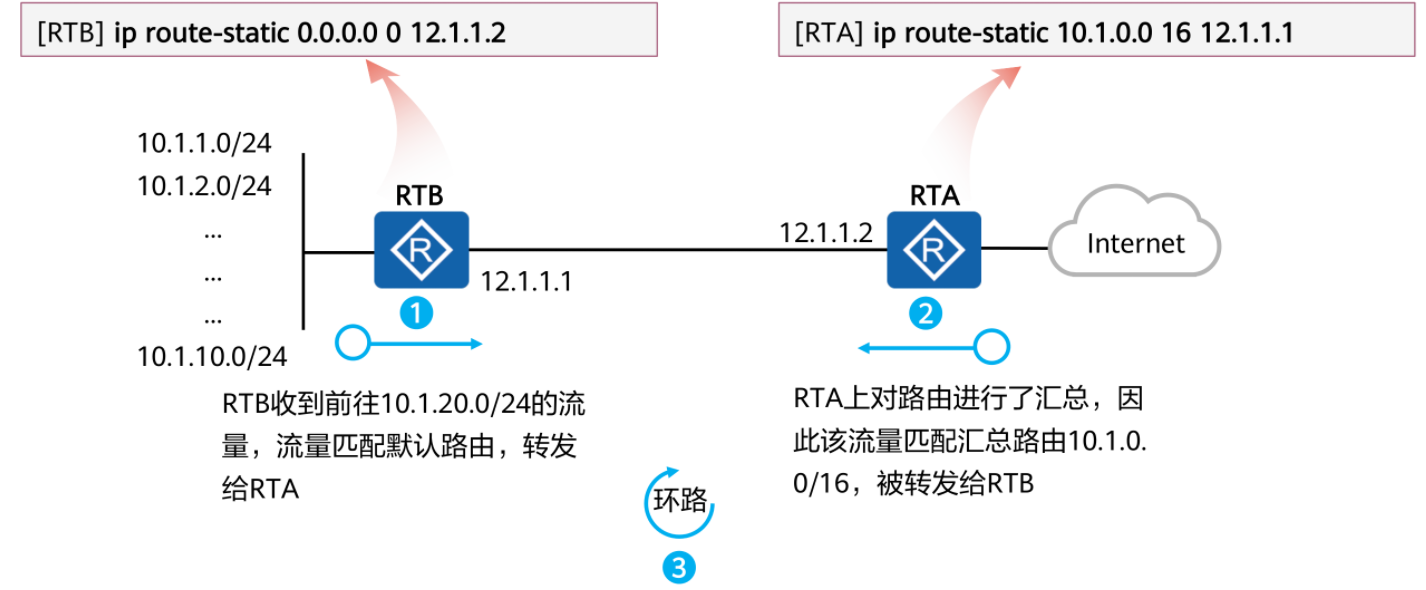 [RTB] ip route-static 0.0.0.0 0 12.1.1.2
[RTA] ip route-static 10.1.0.0 16 12.1.1.1
10.1.1.0/24
10.1.2.0/24
...
...
...
10.1.10.0/24
RTB
R
12.1.1.1
12.1.1.2
RTA
R
Internet
1
RTB收到前往10.1.20.0/24的流
量，流量匹配默认路由，转发
给RTA
2
RTA上对路由进行了汇总，因
此该流量匹配汇总路由10.1.0.
0/16，被转发给RTB
环路
3